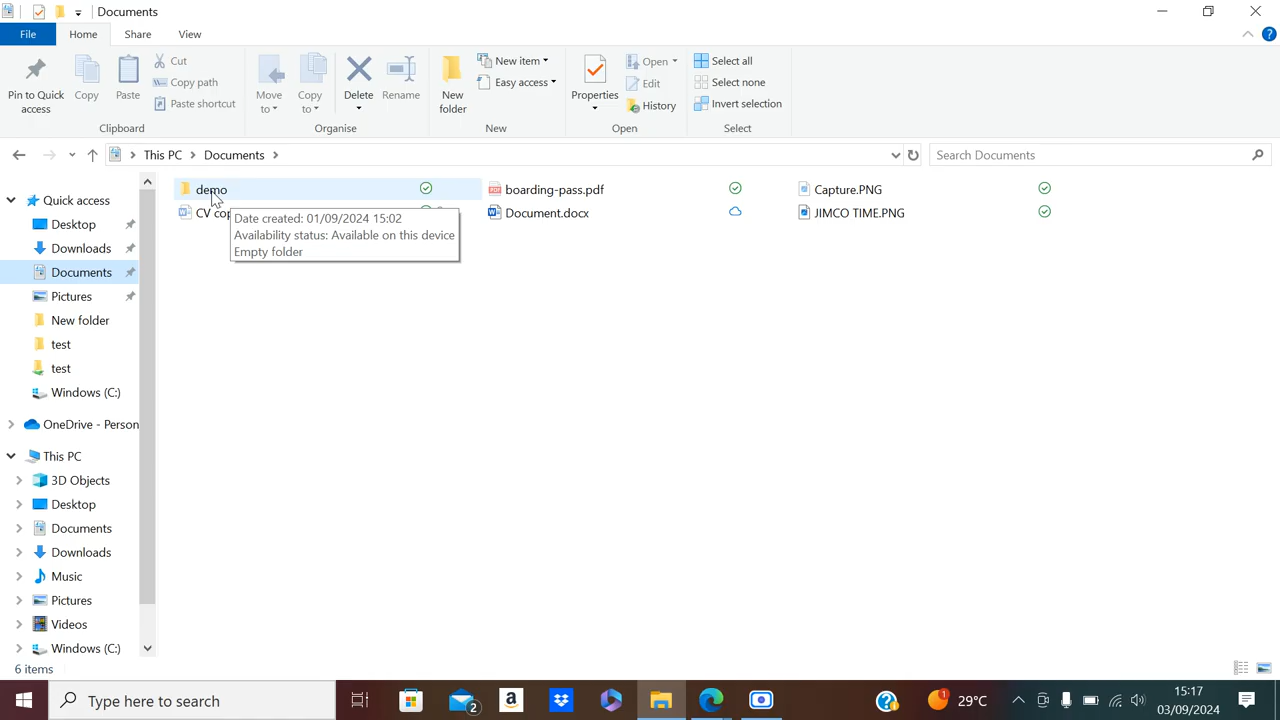 Documents
File Home Share View
Pin to Quick access
Copy
Paste
Cut
Copy path
Paste shortcut
Clipboard
Move to
Copy to
Delete
Rename
Organise
New folder
New item
Easy access
New
Properties
Open
Edit
History
Open
Select all
Select none
Invert selection
Select
This PC > Documents >
Search Documents
Quick access
Desktop
Downloads
Documents
Pictures
New folder
test
test
Windows (C:)
OneDrive - Person
This PC
3D Objects
Desktop
Documents
Downloads
Music
Pictures
Videos
Windows (C:)
demo
CV cop
Date created: 01/09/2024 15:02
Availability status: Available on this device
Empty folder
boarding-pass.pdf
Document.docx
Capture.PNG
JIMCO TIME.PNG
6 items
Type here to search
2
1
29°C
15:17
03/09/2024